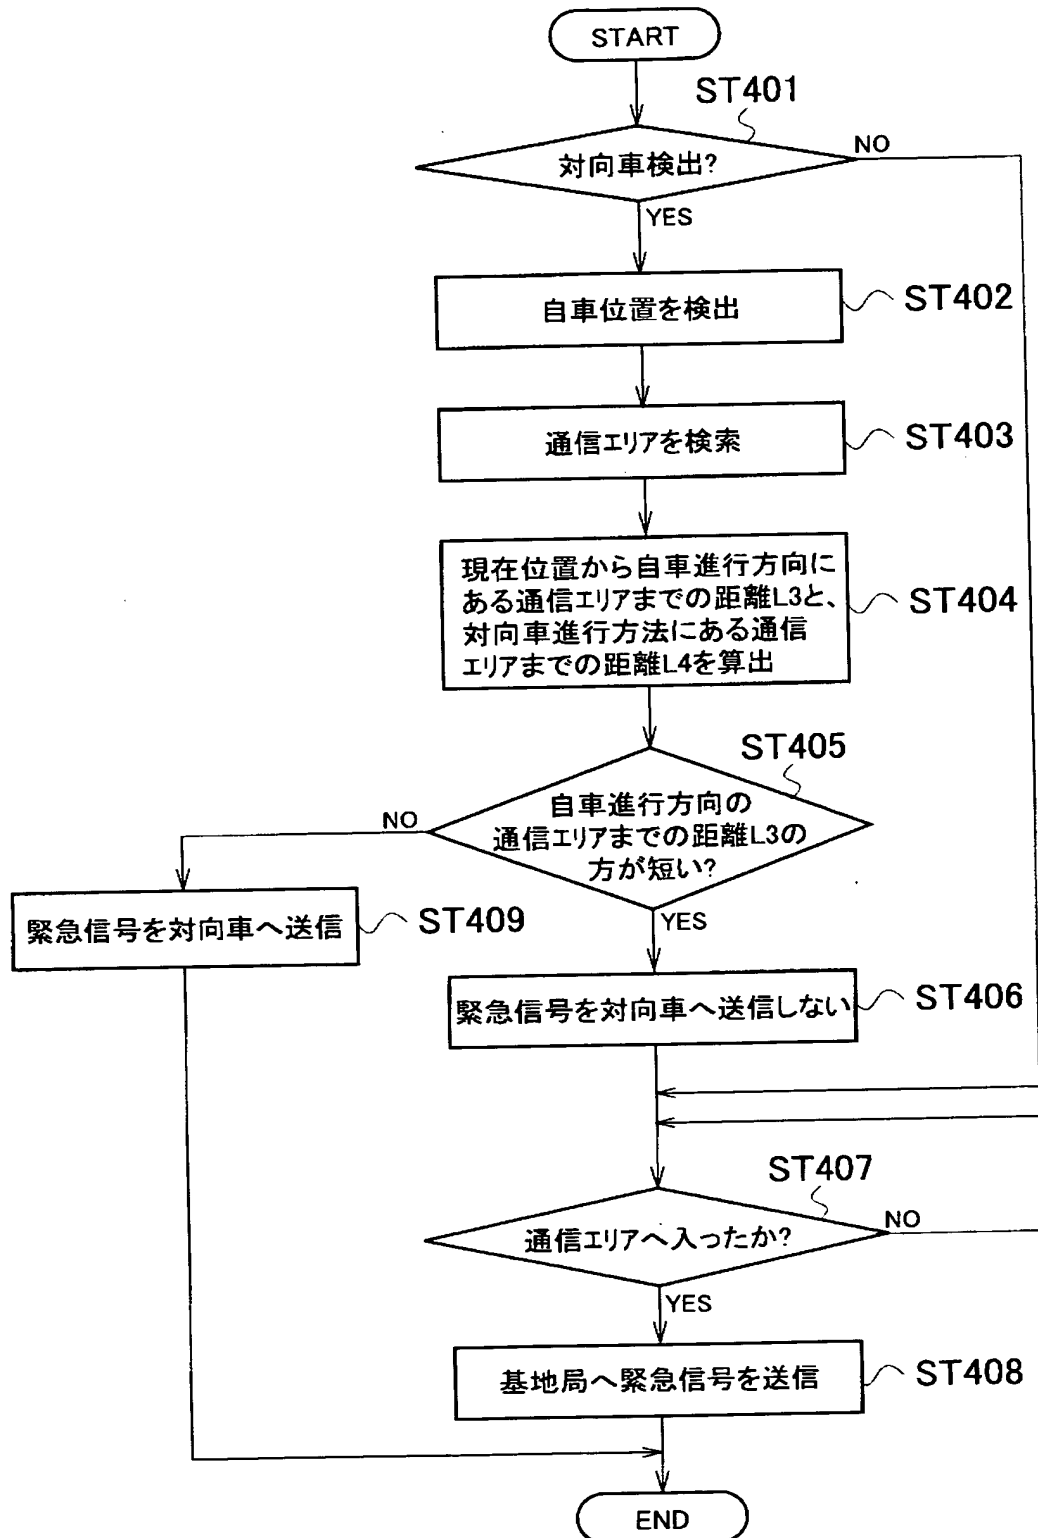 START
ST401
対向車検出?
NO
YES
自車位置を検出
ST402
通信エリアを検索
ST403
現在位置から自車進行方向に
ある通信エリアまでの距離L3と、
対向車進行方法にある通信
エリアまでの距離L4を算出
ST404
ST405
自車進行方向の
通信エリアまでの距離L3の
方が短い?
NO
YES
緊急信号を対向車へ送信
ST409
緊急信号を対向車へ送信しない
ST406
ST407
通信エリアへ入ったか?
NO
YES
基地局へ緊急信号を送信
ST408
END